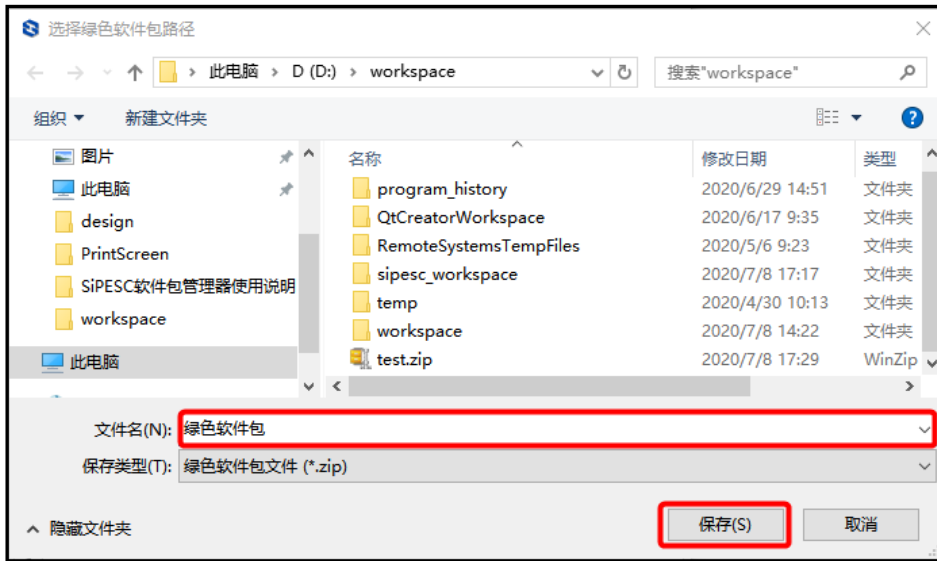 选择绿色软件包路径
此电脑 > D (D:) > workspace
搜索"workspace"
组织 新建文件夹
名称 修改日期 类型
图片
此电脑
design
PrintScreen
SiPESC软件包管理器使用说明
workspace
此电脑
program_history 2020/6/29 14:51 文件夹
QtCreatorWorkspace 2020/6/17 9:35 文件夹
RemoteSystemsTempFiles 2020/5/6 9:23 文件夹
sipesc_workspace 2020/7/8 17:17 文件夹
temp 2020/4/30 10:13 文件夹
workspace 2020/7/8 14:22 文件夹
test.zip 2020/7/8 17:29 WinZip
文件名(N): 绿色软件包
保存类型(T): 绿色软件包文件 (*.zip)
隐藏文件夹 保存(S) 取消